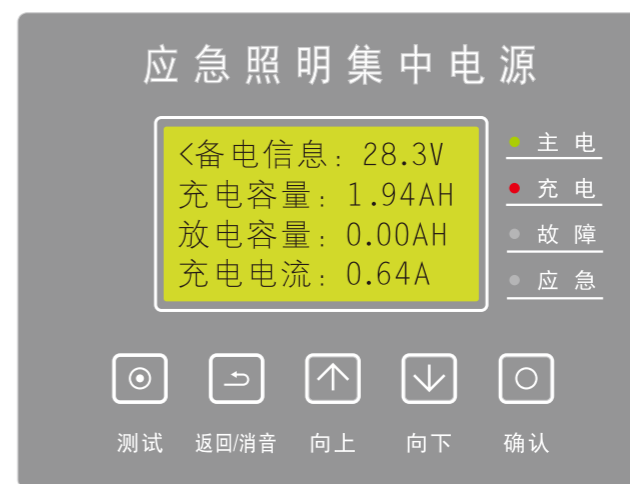 应急照明集中电源
<备电信息：28.3V
充电容量：1.94AH
放电容量：0.00AH
充电电流：0.64A
主电
充电
故障
应急
测试 返回/消音 向上 向下 确认